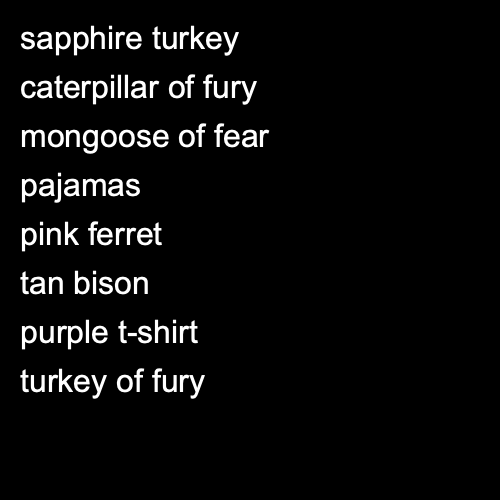 sapphire turkey
caterpillar of fury
mongoose of fear
pajamas
pink ferret
tan bison
purple t-shirt
turkey of fury